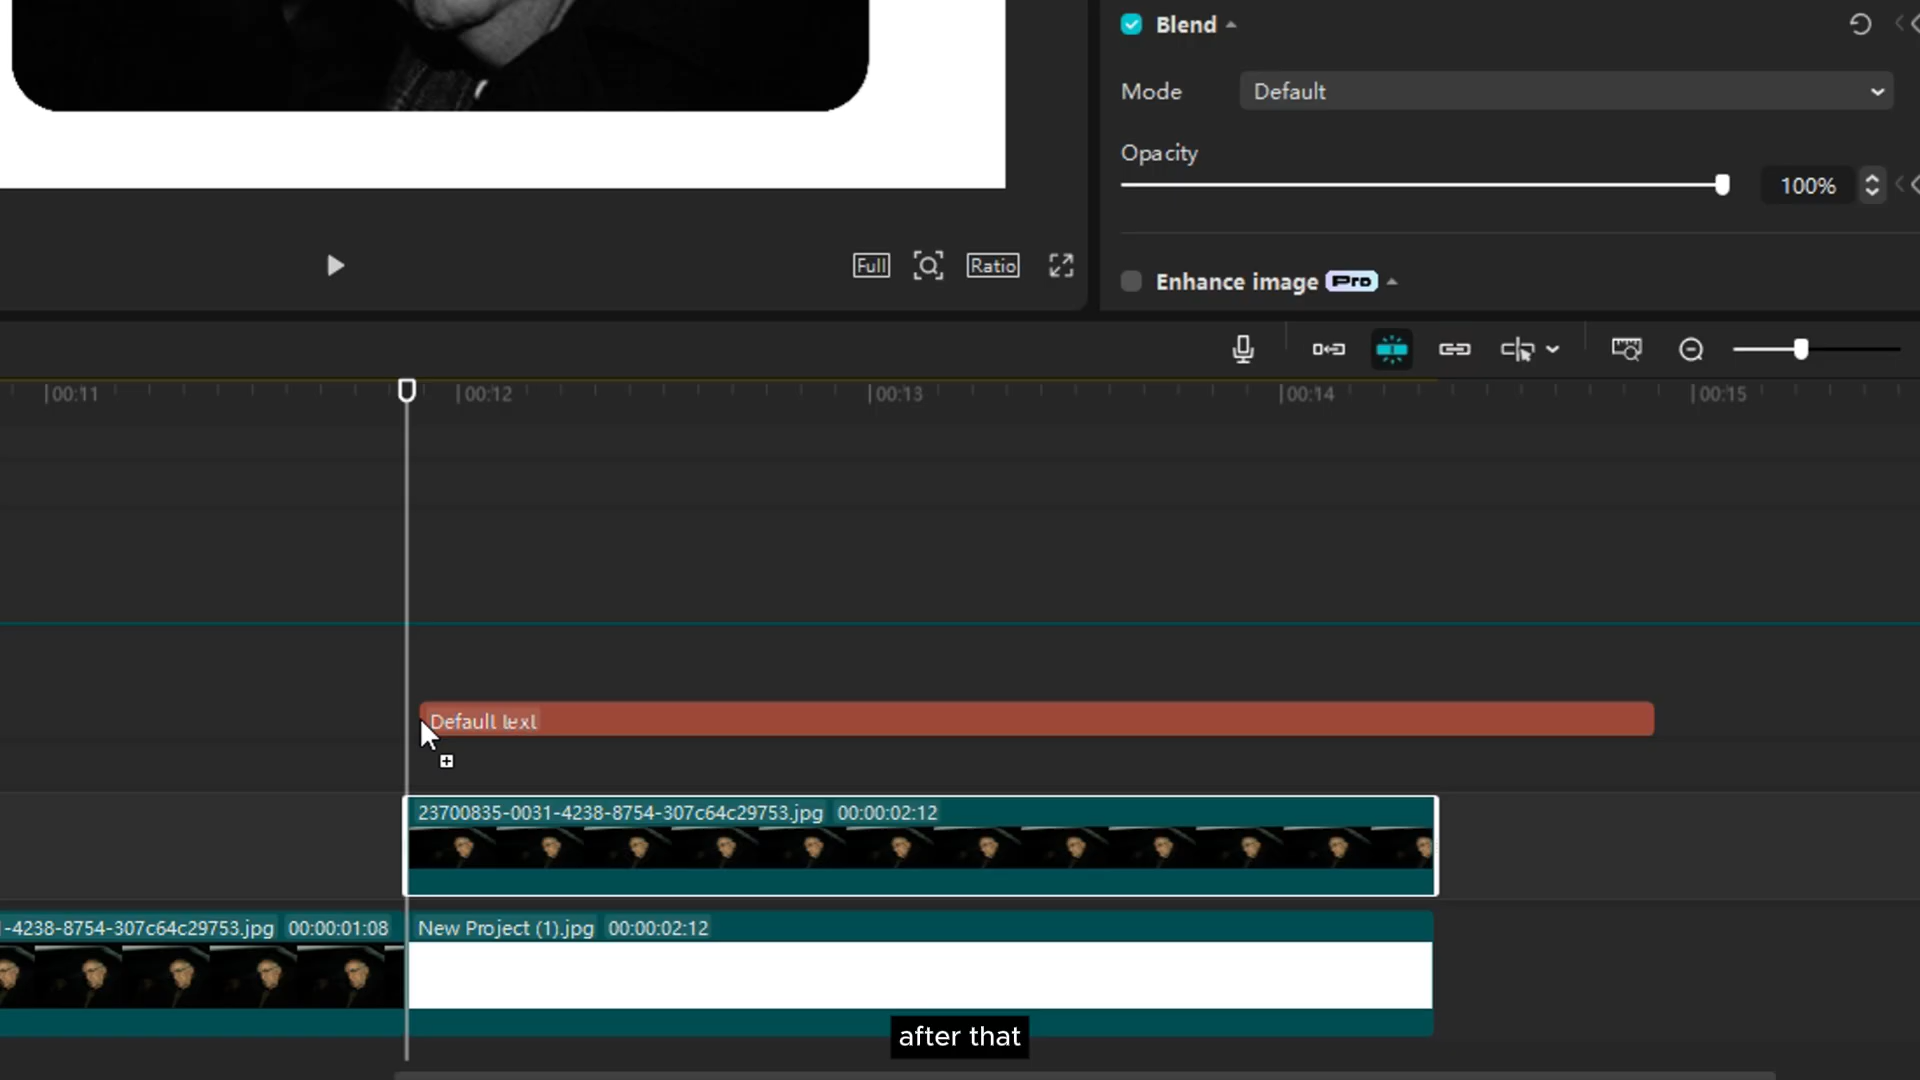 Blend
Mode
Default
Opacity
100%
Full
Ratio
Enhance image Pro
00:11
00:12
00:13
00:14
00:15
Default text
23700835-0031-4238-8754-307c64c29753.jpg 00:00:02:12
1-4238-8754-307c64c29753.jpg 00:00:01:08
New Project (1).jpg 00:00:02:12
after that